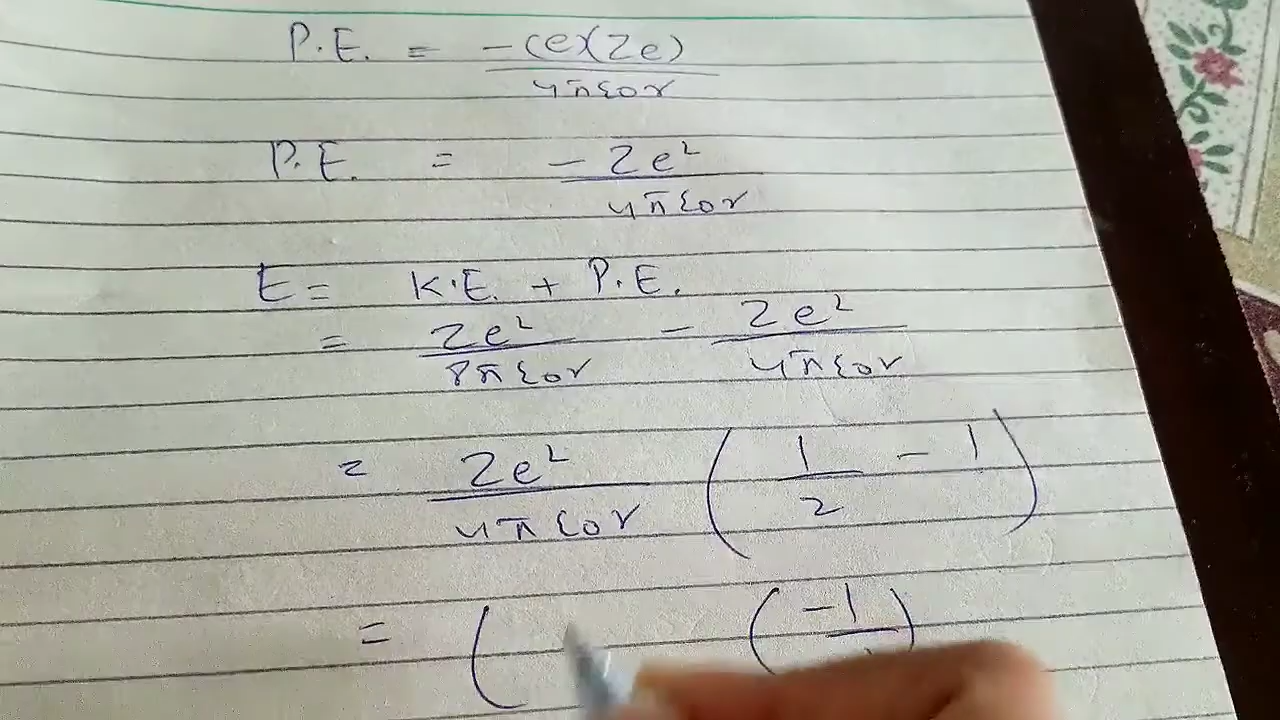 P.E. = -(e)(Ze) / 4πε0r
P.E. = - Ze² / 4πε0r
E = K.E. + P.E.
= Ze² / 8πε0r - Ze² / 4πε0r
= Ze² / 4πε0r ( 1 / 2 - 1 )
= ( ( -1 /